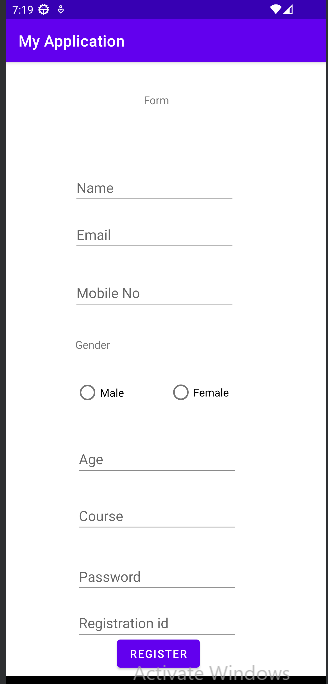 7:19
My Application
Form
Name
Email
Mobile No
Gender
Male Female
Age
Course
Password
Registration id
REGISTER
Activate Windows